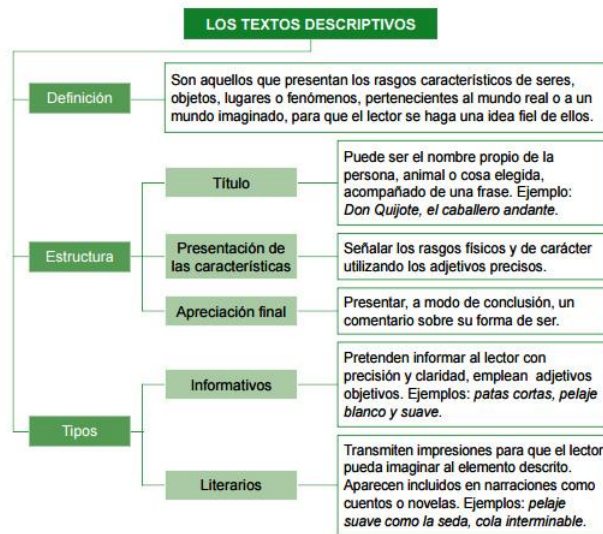 LOS TEXTOS DESCRIPTIVOS
Definición
Son aquellos que presentan los rasgos característicos de seres,
objetos, lugares o fenómenos, pertenecientes al mundo real o a un
mundo imaginado, para que el lector se haga una idea fiel de ellos.
Estructura
Título
Puede ser el nombre propio de la
persona, animal o cosa elegida,
acompañado de una frase. Ejemplo:
Don Quijote, el caballero andante.
Presentación de
las características
Señalar los rasgos físicos y de carácter
utilizando los adjetivos precisos.
Apreciación final
Presentar, a modo de conclusión, un
comentario sobre su forma de ser.
Tipos
Informativos
Pretenden informar al lector con
precisión y claridad, emplean adjetivos
objetivos. Ejemplos: patas cortas, pelaje
blanco y suave.
Literarios
Transmiten impresiones para que el lector
pueda imaginar al elemento descrito.
Aparecen incluidos en narraciones como
cuentos o novelas. Ejemplos: pelaje
suave como la seda, cola interminable.